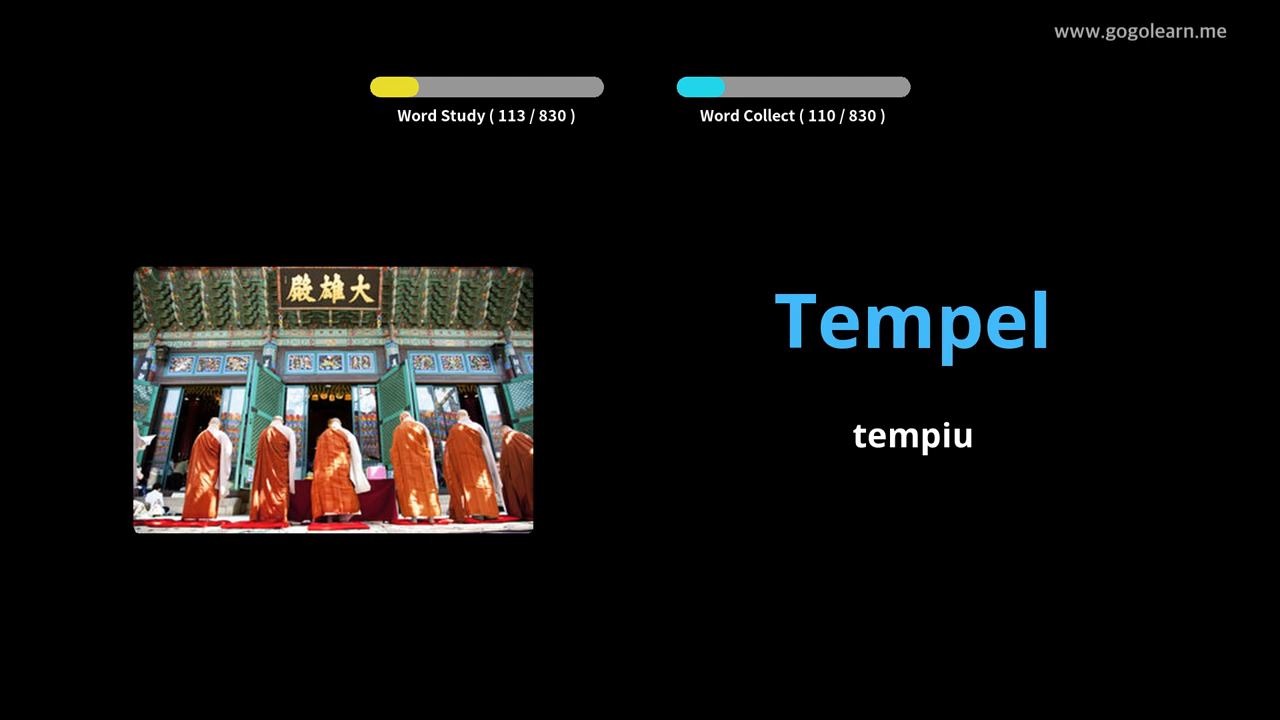 www.gogolearn.me
Word Study ( 113 / 830 )
Word Collect ( 110 / 830 )
殿雄大
Tempel
tempiu